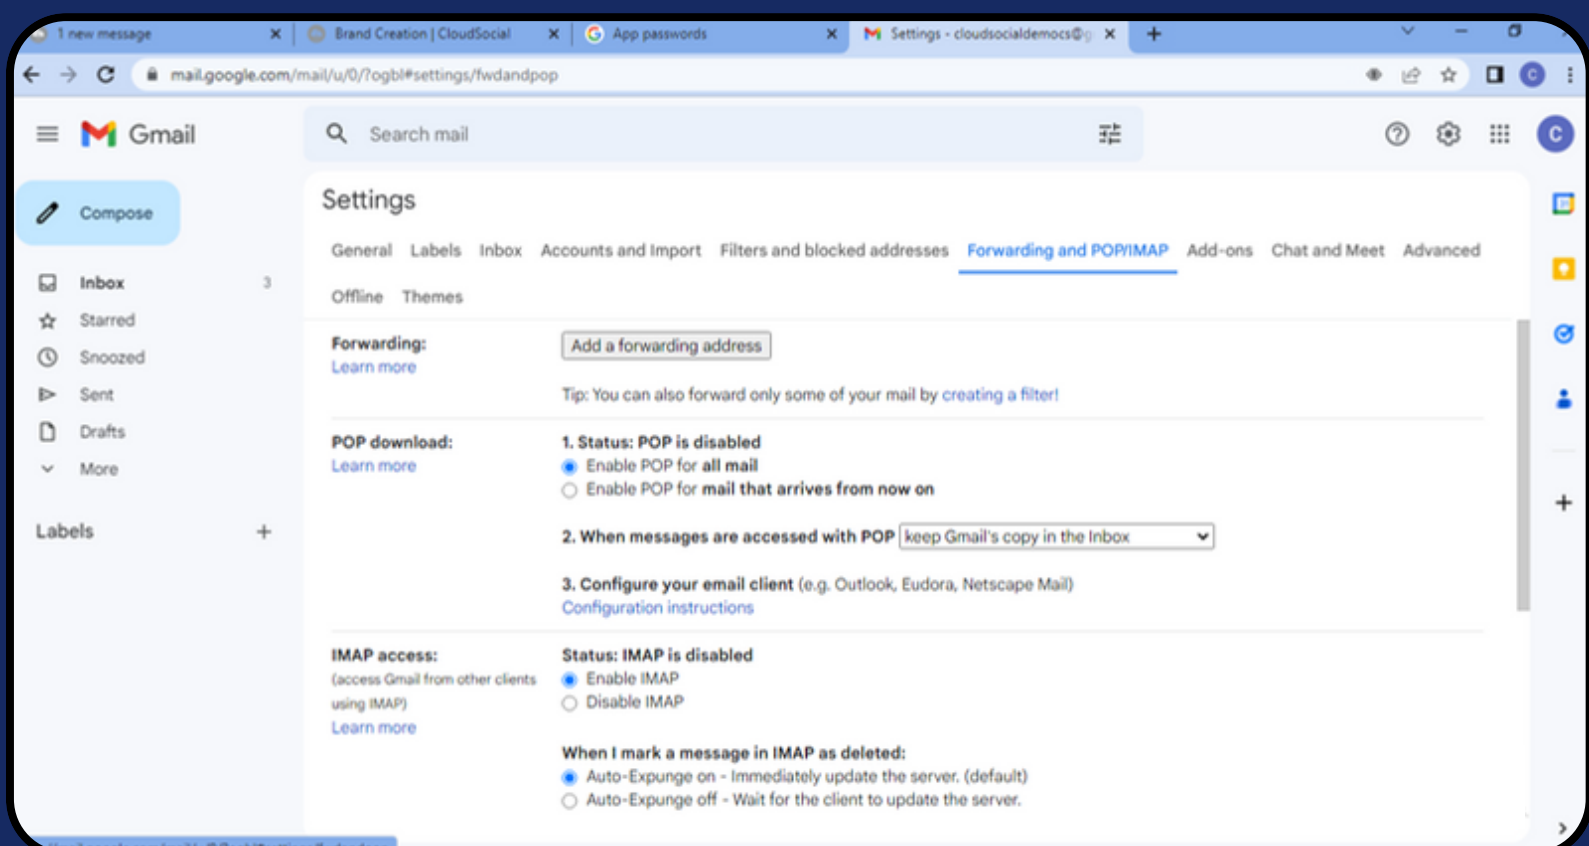 1 new message
Brand Creation | CloudSocial
App passwords
Settings - cloudsocialdemocs@g
mail.google.com/mail/u/0/?ogbl#settings/fwdandpop
C
Gmail
Search mail
C
Compose
Settings
General Labels Inbox Accounts and Import Filters and blocked addresses Forwarding and POP/IMAP Add-ons Chat and Meet Advanced
Offline Themes
Inbox 3
Starred
Snoozed
Sent
Drafts
More
Labels
Forwarding:
Learn more
Add a forwarding address
Tip: You can also forward only some of your mail by creating a filter!
POP download:
Learn more
1. Status: POP is disabled
Enable POP for all mail
Enable POP for mail that arrives from now on
2. When messages are accessed with POP keep Gmail's copy in the Inbox
3. Configure your email client (e.g. Outlook, Eudora, Netscape Mail)
Configuration instructions
IMAP access:
(access Gmail from other clients
using IMAP)
Learn more
Status: IMAP is disabled
Enable IMAP
Disable IMAP
When I mark a message in IMAP as deleted:
Auto-Expunge on - Immediately update the server. (default)
Auto-Expunge off - Wait for the client to update the server.